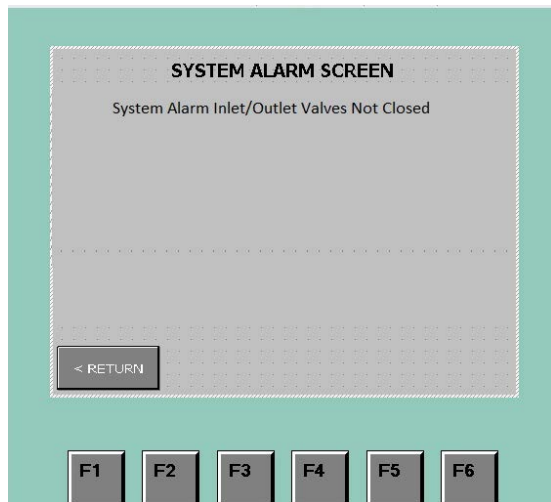 SYSTEM ALARM SCREEN
System Alarm Inlet/Outlet Valves Not Closed
< RETURN
F1 F2 F3 F4 F5 F6